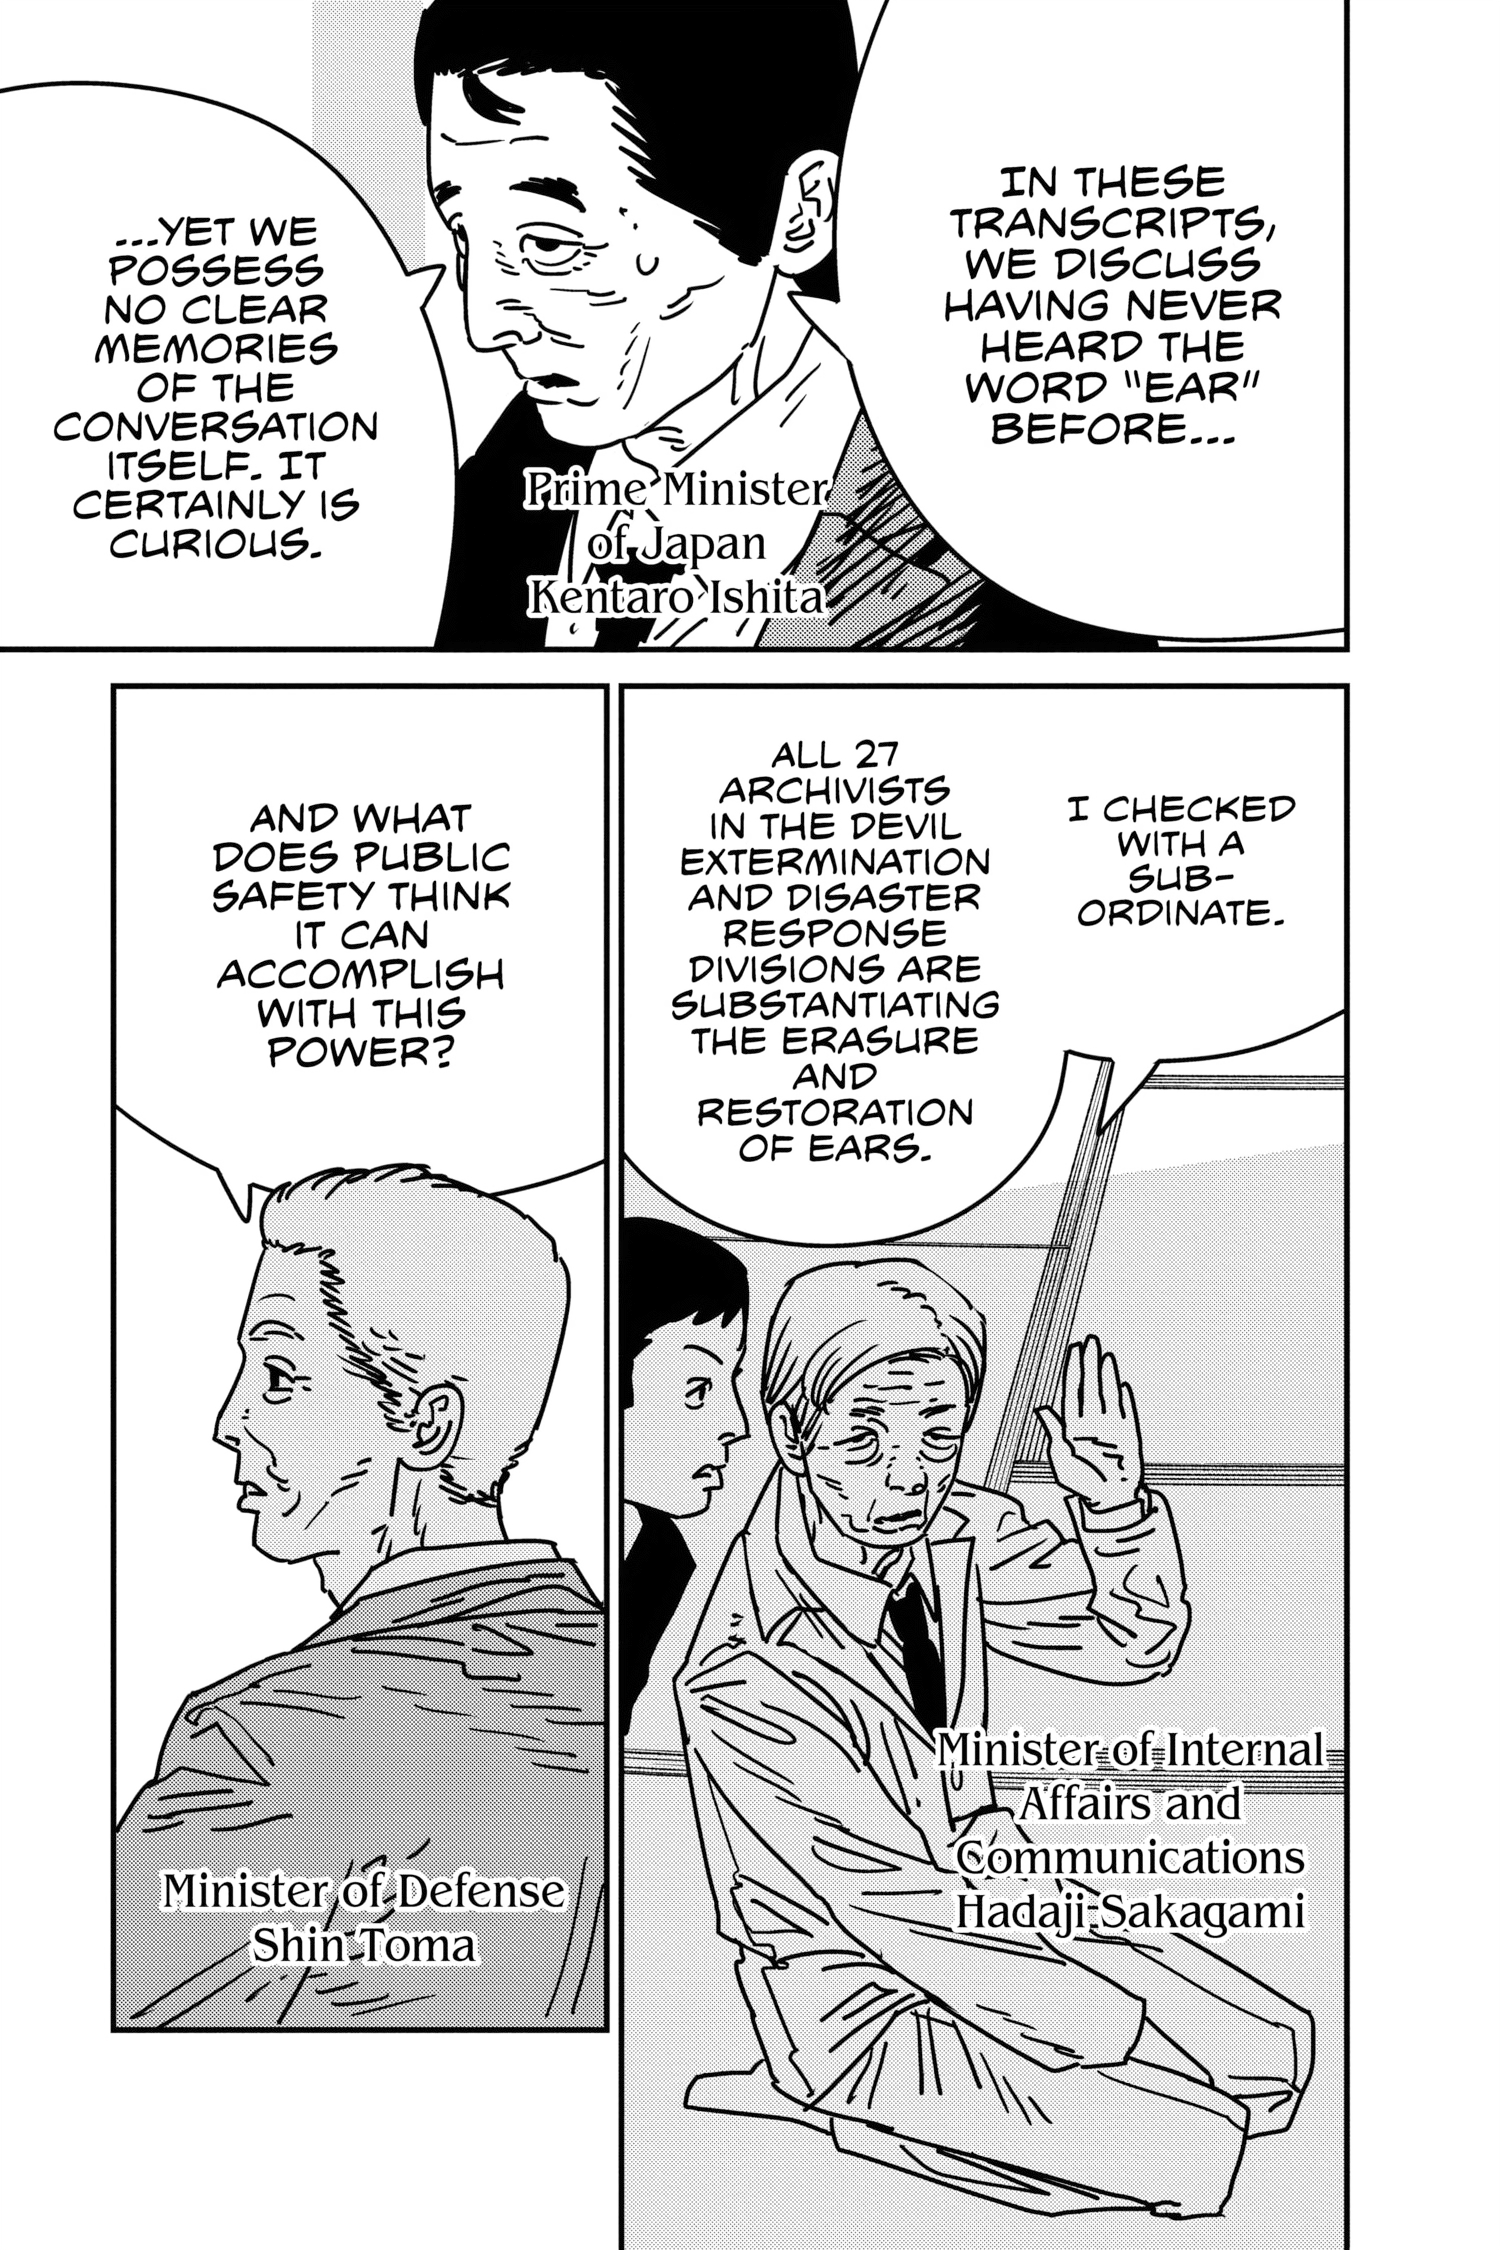 IN THESE
TRANSCRIPTS,
WE DISCUSS
HAVING NEVER
HEARD THE
WORD "EAR"
BEFORE...
...YET WE
POSSESS
NO CLEAR
MEMORIES
OF THE
CONVERSATION
ITSELF. IT
CERTAINLY IS
CURIOUS.
Prime Minister
of Japan
Kentaro Ishita
I CHECKED
WITH A
SUB-
ORDINATE.
ALL 27
ARCHIVISTS
IN THE DEVIL
EXTERMINATION
AND DISASTER
RESPONSE
DIVISIONS ARE
SUBSTANTIATING
THE ERASURE
AND
RESTORATION
OF EARS.
Minister of Internal
Affairs and
Communications
Hadaji Sakagami
AND WHAT
DOES PUBLIC
SAFETY THINK
IT CAN
ACCOMPLISH
WITH THIS
POWER?
Minister of Defense
Shin Toma